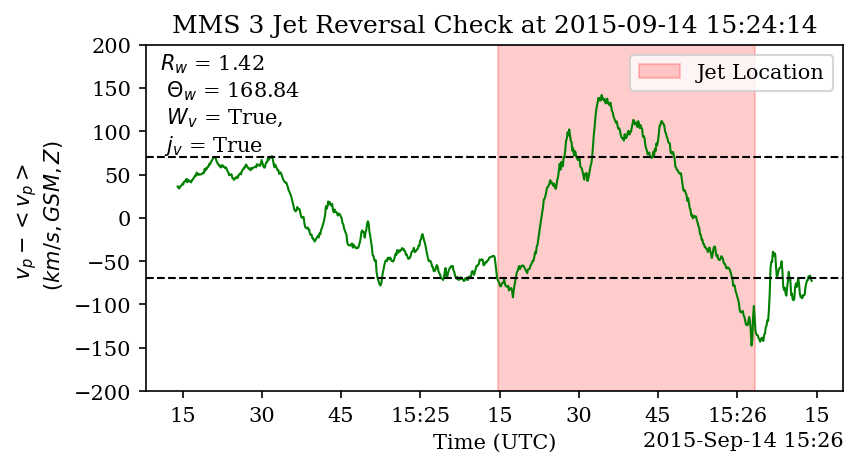 MMS 3 Jet Reversal Check at 2015-09-14 15:24:14
R_w = 1.42
Θ_w = 168.84
W_v = True,
j_v = True
Jet Location
200
150
100
50
0
−50
−100
−150
−200
v_p − < v_p >
(km/s, GSM, Z)
15 30 45 15:25 15 30 45 15:26 15
Time (UTC)
2015-Sep-14 15:26